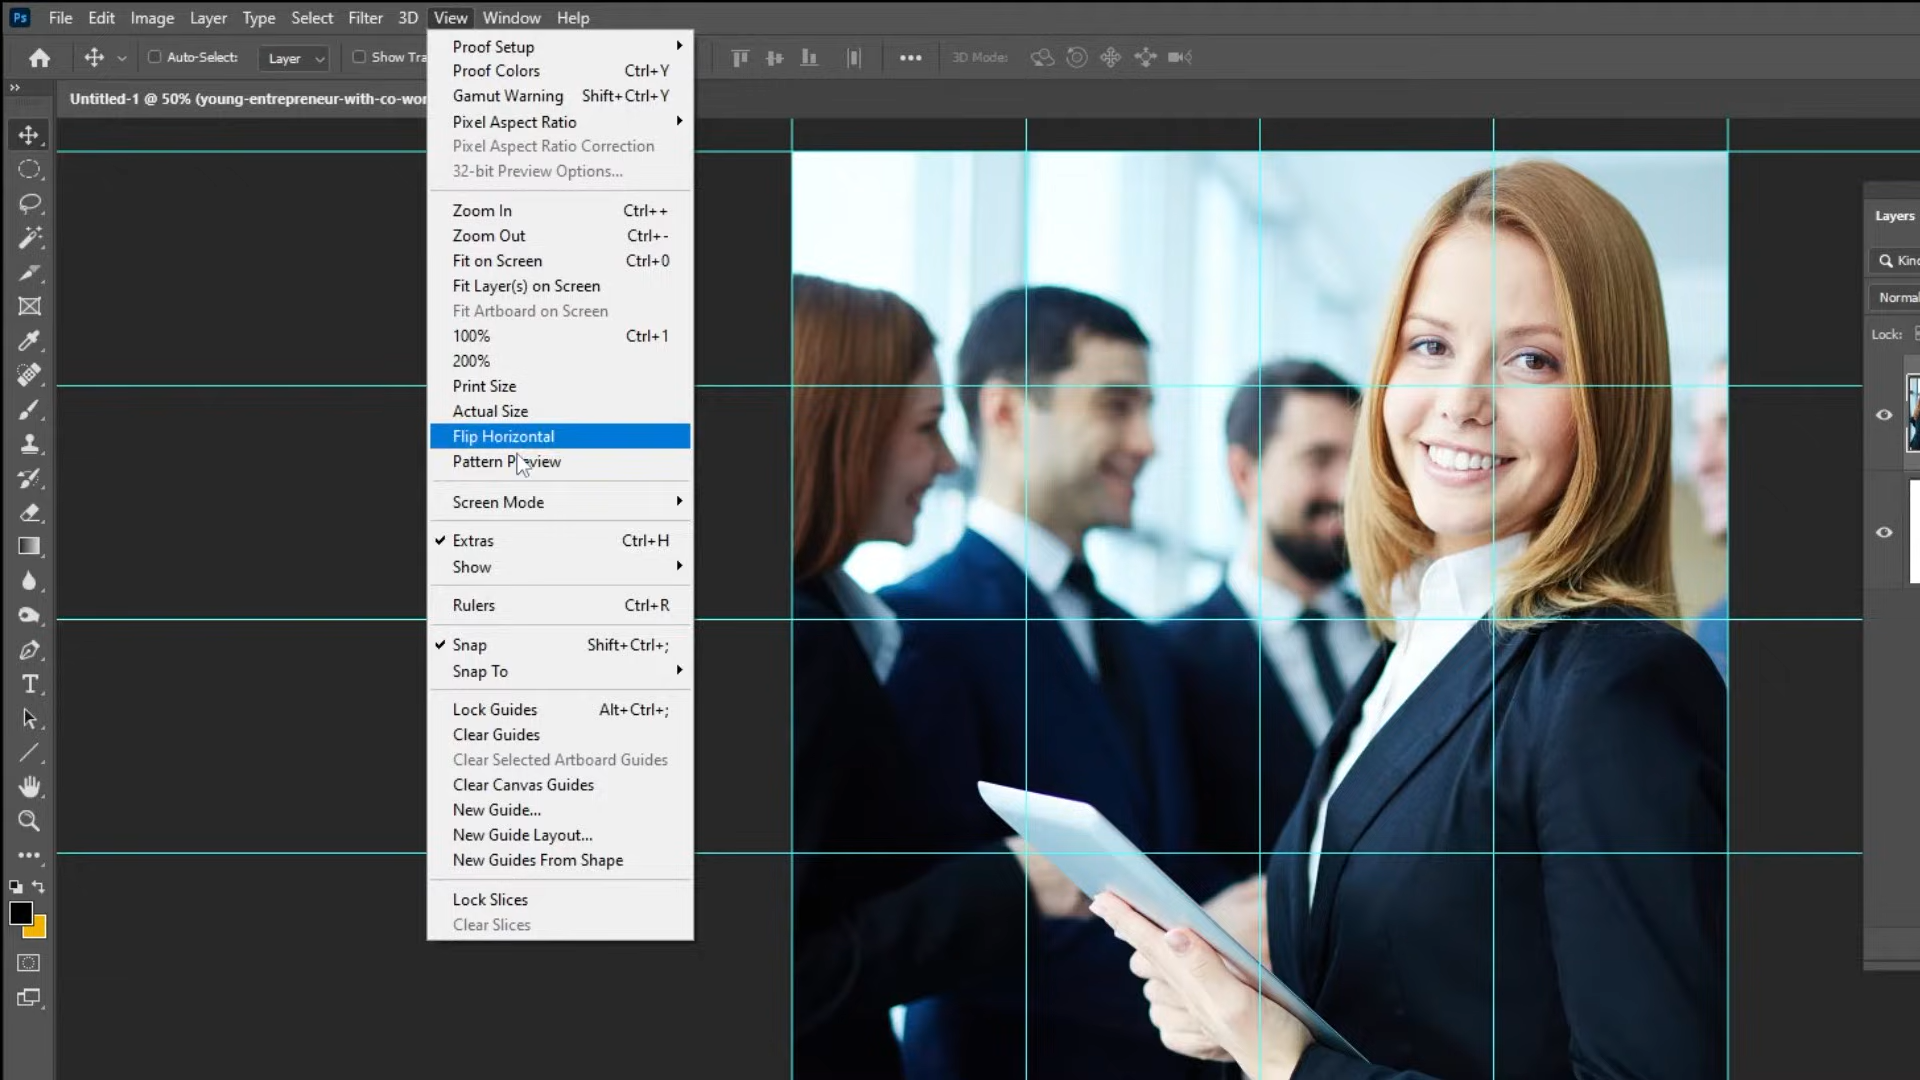 Ps File Edit Image Layer Type Select Filter 3D View Window Help
Auto-Select: Layer Show Tra ••• 3D Mode:
Untitled-1 @ 50% (young-entrepreneur-with-co-wor
Proof Setup
Proof Colors Ctrl+Y
Gamut Warning Shift+Ctrl+Y
Pixel Aspect Ratio
Pixel Aspect Ratio Correction
32-bit Preview Options...
Zoom In Ctrl++
Zoom Out Ctrl+-
Fit on Screen Ctrl+0
Fit Layer(s) on Screen
Fit Artboard on Screen
100% Ctrl+1
200%
Print Size
Actual Size
Flip Horizontal
Pattern Preview
Screen Mode
Extras Ctrl+H
Show
Rulers Ctrl+R
Snap Shift+Ctrl+;
Snap To
Lock Guides Alt+Ctrl+;
Clear Guides
Clear Selected Artboard Guides
Clear Canvas Guides
New Guide...
New Guide Layout...
New Guides From Shape
Lock Slices
Clear Slices
Layers
Kind
Normal
Lock: